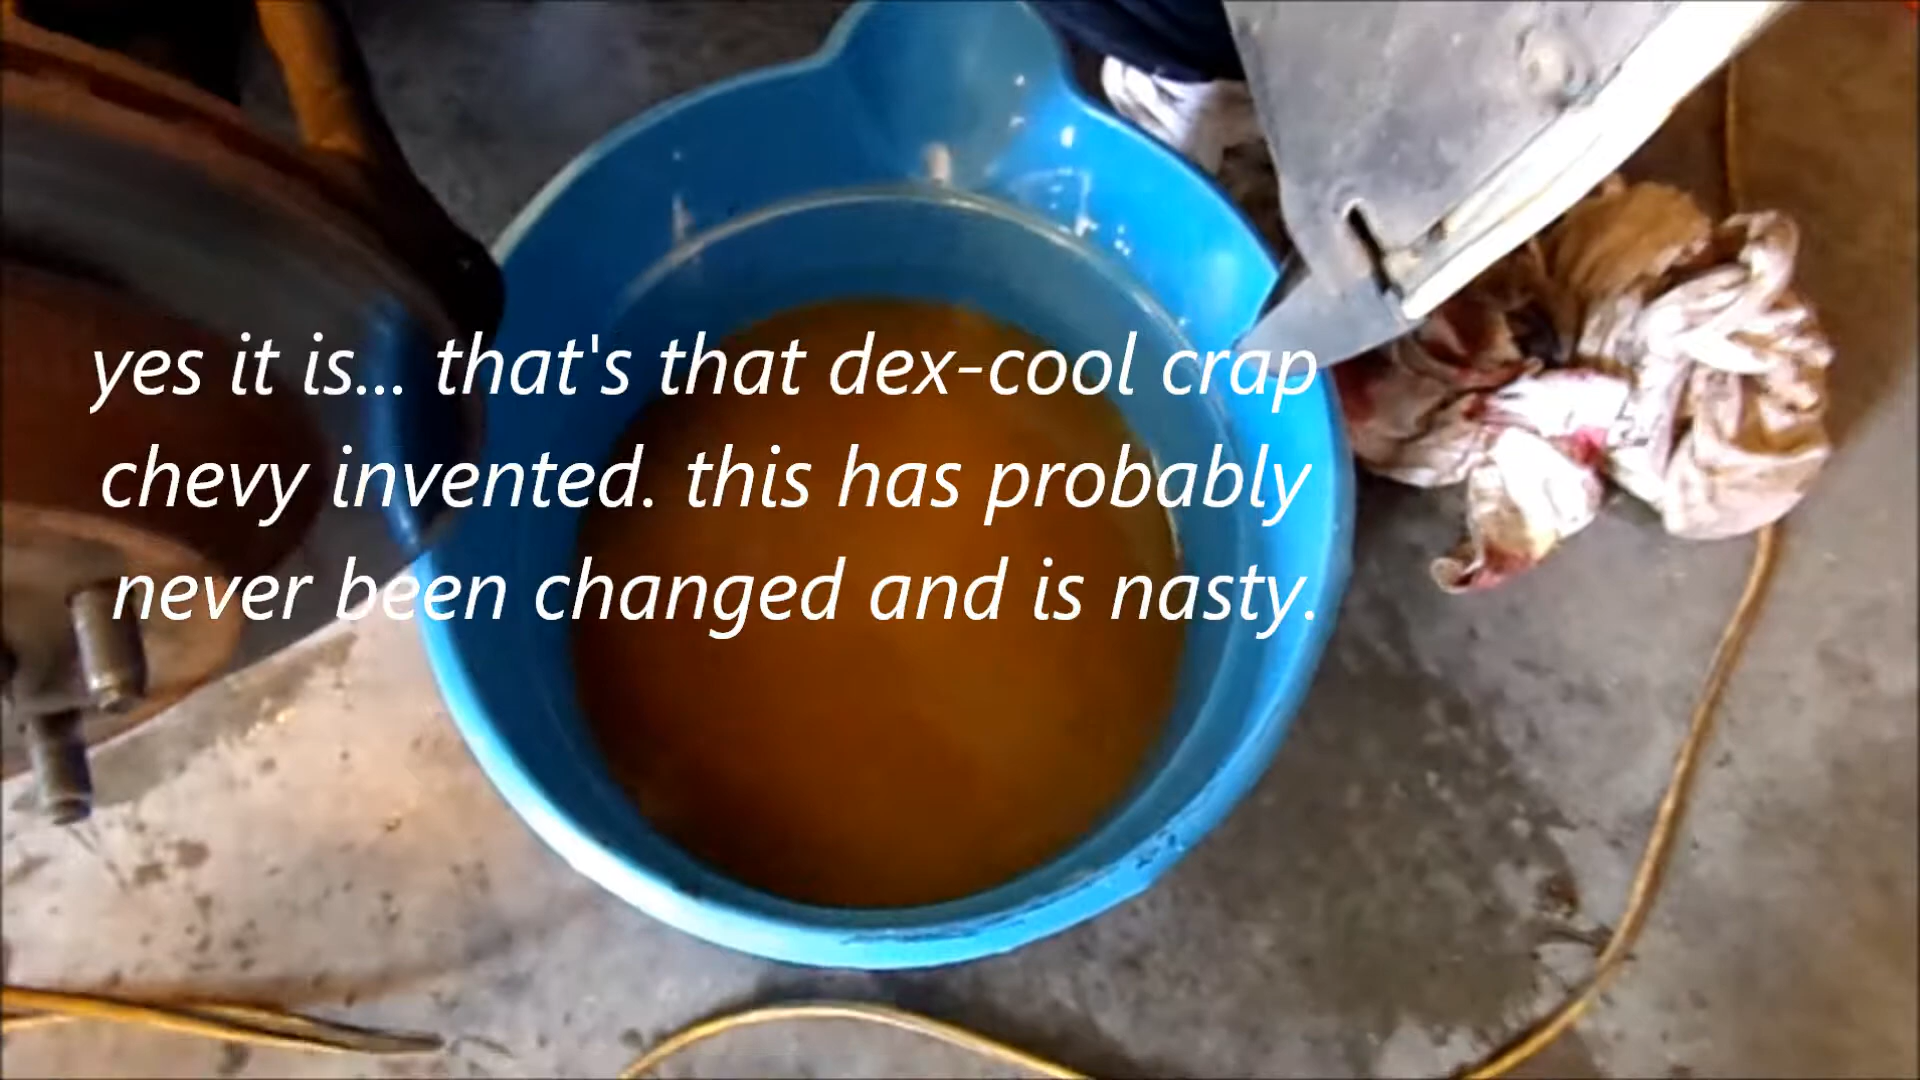 yes it is... that's that dex-cool crap
chevy invented. this has probably
never been changed and is nasty.